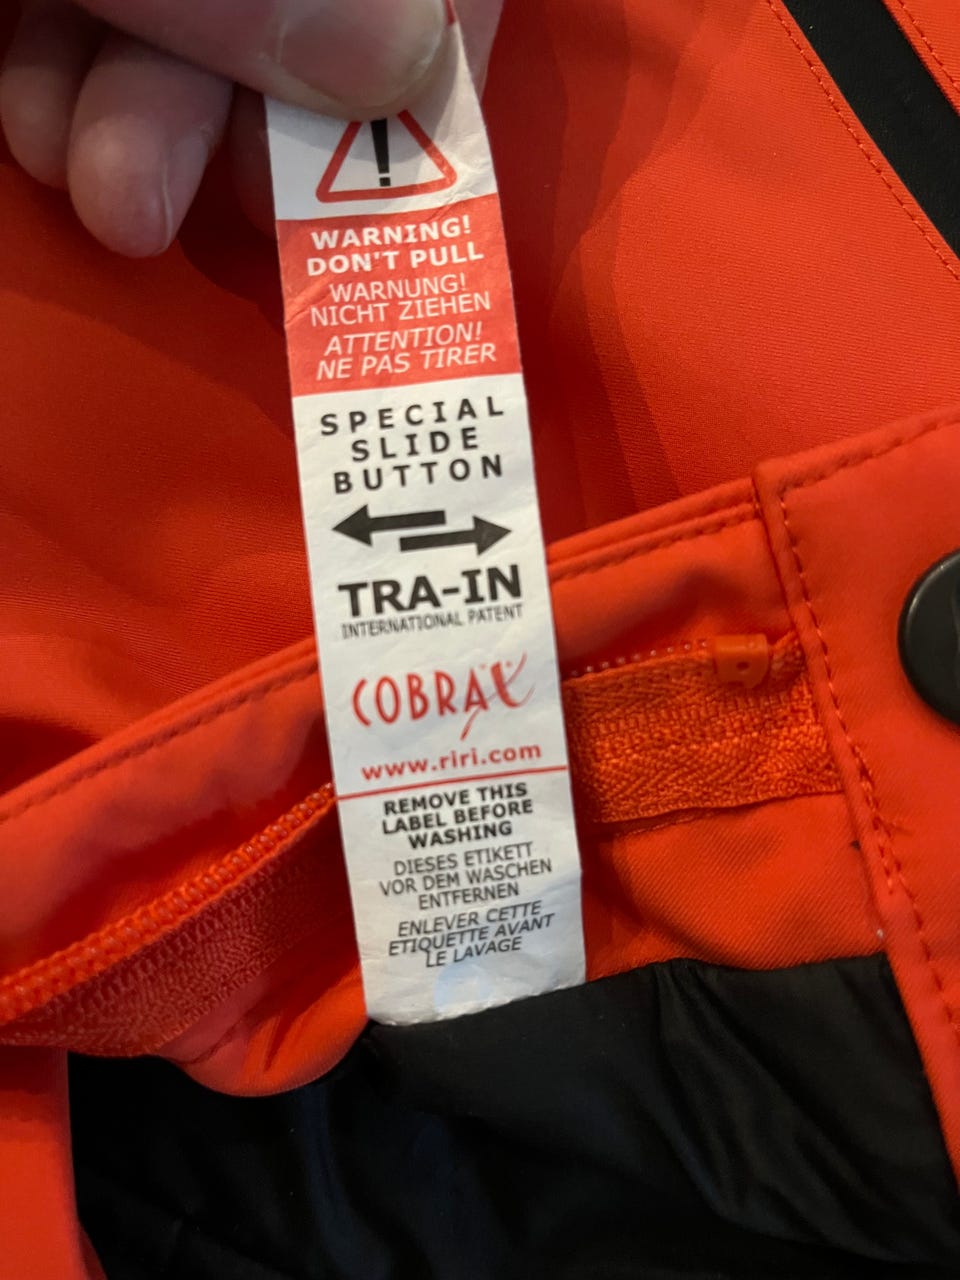 WARNING!
DON'T PULL
WARNUNG!
NICHT ZIEHEN
ATTENTION!
NE PAS TIRER
SPECIAL
SLIDE
BUTTON
TRA-IN
INTERNATIONAL PATENT
COBRAX
www.riri.com
REMOVE THIS
LABEL BEFORE
WASHING
DIESES ETIKETT
VOR DEM WASCHEN
ENTFERNEN
ENLEVER CETTE
ETIQUETTE AVANT
LE LAVAGE